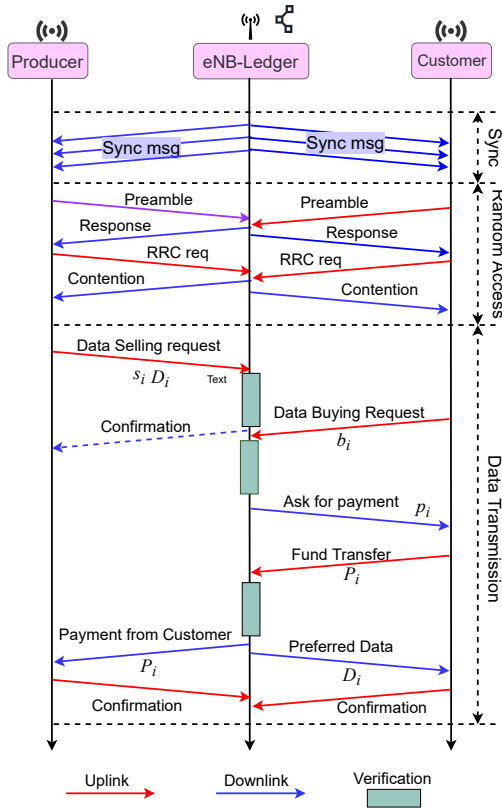 Producer
eNB-Ledger
Customer
Sync msg
Sync msg
Sync
Preamble
Preamble
Response
Response
RRC req
RRC req
Contention
Contention
Random Access
Data Selling request
s_i D_i
Text
Data Buying Request
b_i
Confirmation
Ask for payment
p_i
Fund Transfer
P_i
Payment from Customer
P_i
Preferred Data
D_i
Confirmation
Confirmation
Data Transmission
Uplink
Downlink
Verification